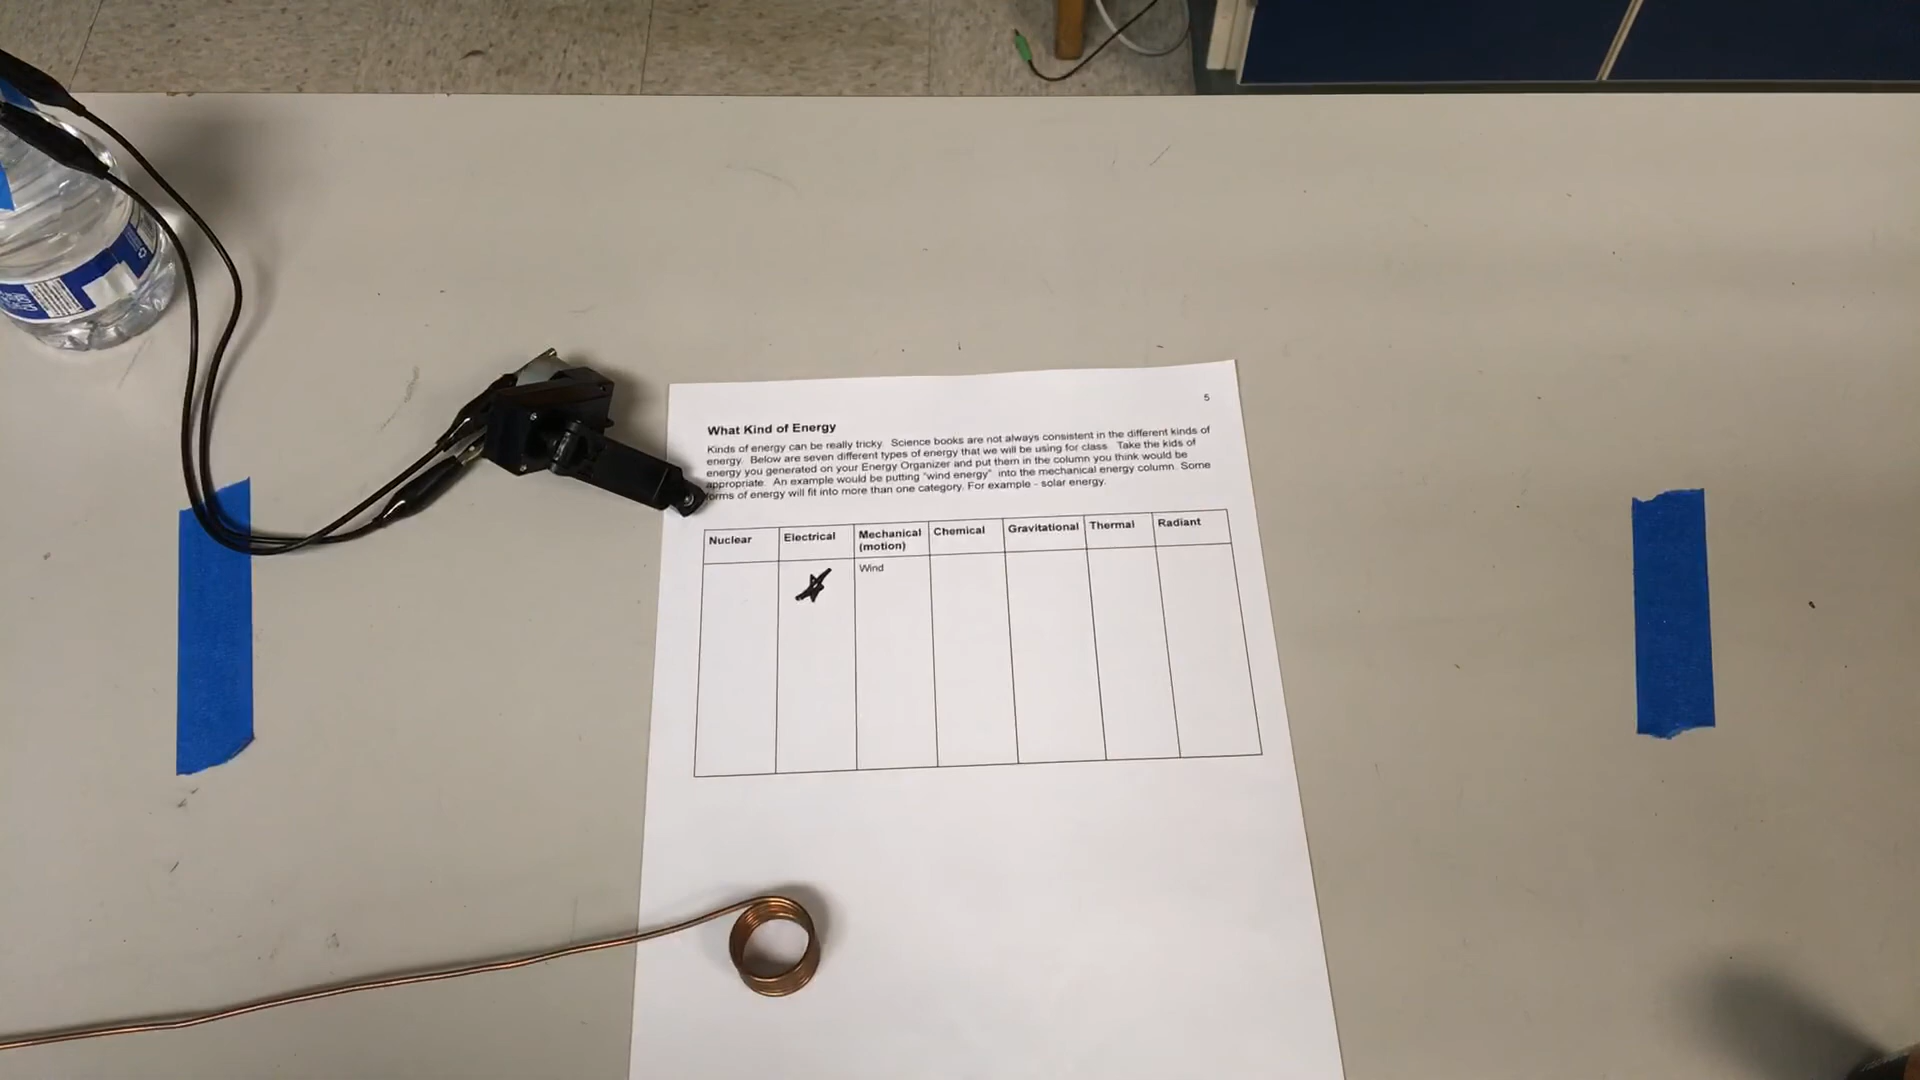 5
What Kind of Energy
Kinds of energy can be really tricky. Science books are not always consistent in the different kinds of
energy. Below are seven different types of energy that we will be using for class. Take the kids of
energy you generated on your Energy Organizer and put them in the column you think would be
appropriate. An example would be putting "wind energy" into the mechanical energy column. Some
forms of energy will fit into more than one category. For example - solar energy.
Nuclear
Electrical
Mechanical
(motion)
Chemical
Gravitational
Thermal
Radiant
Wind